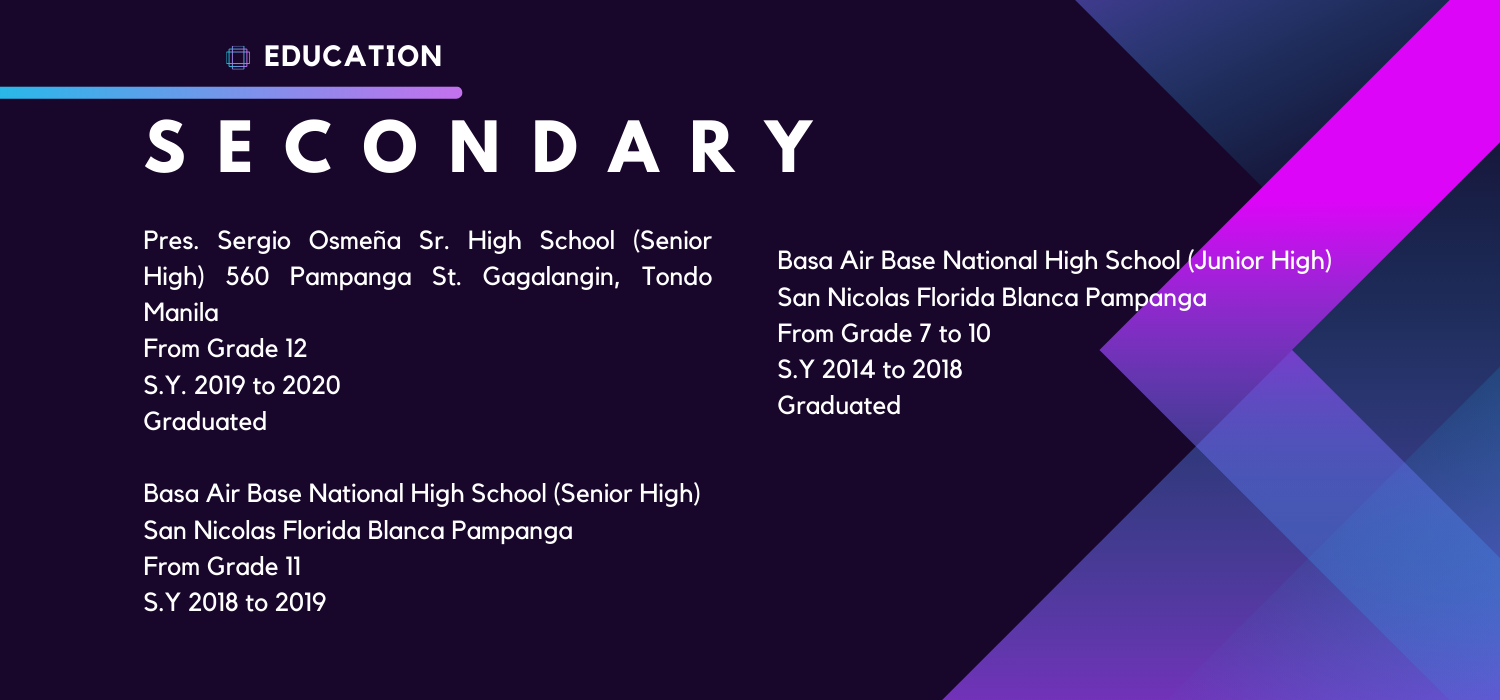 EDUCATION
SECONDARY
Pres. Sergio Osmeña Sr. High School (Senior
High) 560 Pampanga St. Gagalangin, Tondo
Manila
From Grade 12
S.Y. 2019 to 2020
Graduated
Basa Air Base National High School (Senior High)
San Nicolas Florida Blanca Pampanga
From Grade 11
S.Y 2018 to 2019
Basa Air Base National High School (Junior High)
San Nicolas Florida Blanca Pampanga
From Grade 7 to 10
S.Y 2014 to 2018
Graduated